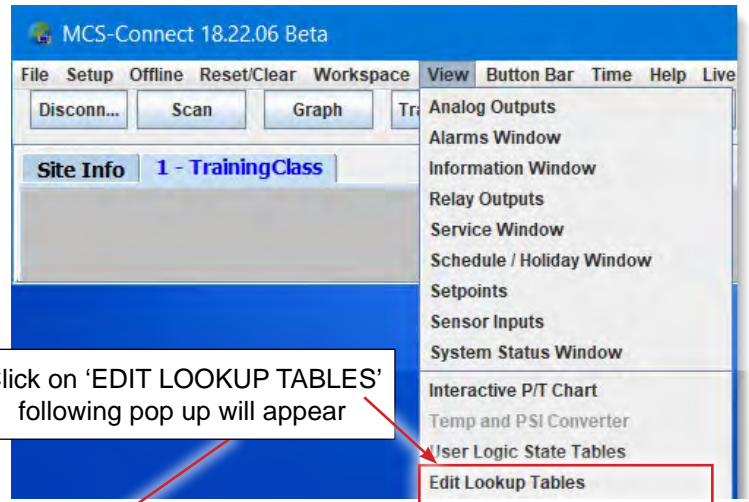 MCS-Connect 18.22.06 Beta
File Setup Offline Reset/Clear Workspace View Button Bar Time Help Live
Disconn... Scan Graph
Site Info 1 - TrainingClass
Analog Outputs
Alarms Window
Information Window
Relay Outputs
Service Window
Schedule / Holiday Window
Setpoints
Sensor Inputs
System Status Window
Interactive P/T Chart
Temp and PSI Converter
User Logic State Tables
Edit Lookup Tables
lick on ‘EDIT LOOKUP TABLES’
following pop up will appear